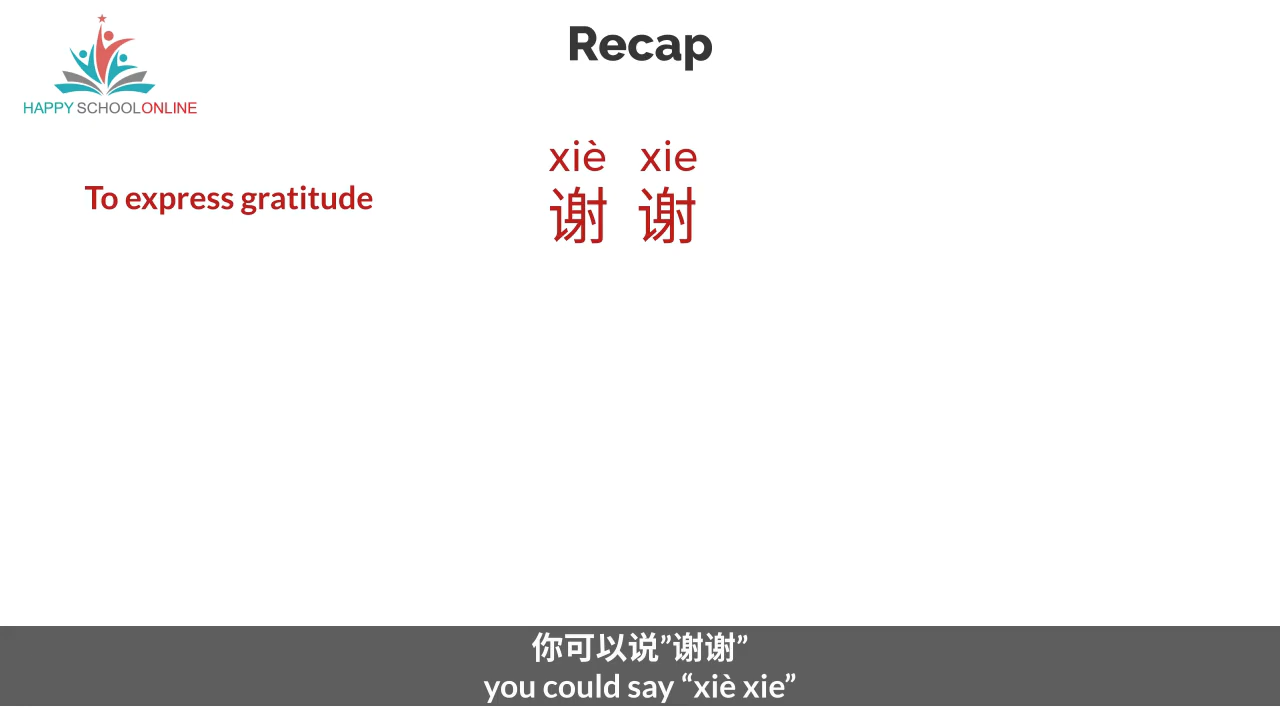 Recap
HAPPY SCHOOLONLINE
To express gratitude
xiè xie
谢 谢
你可以说”谢谢”
you could say “xiè xie”